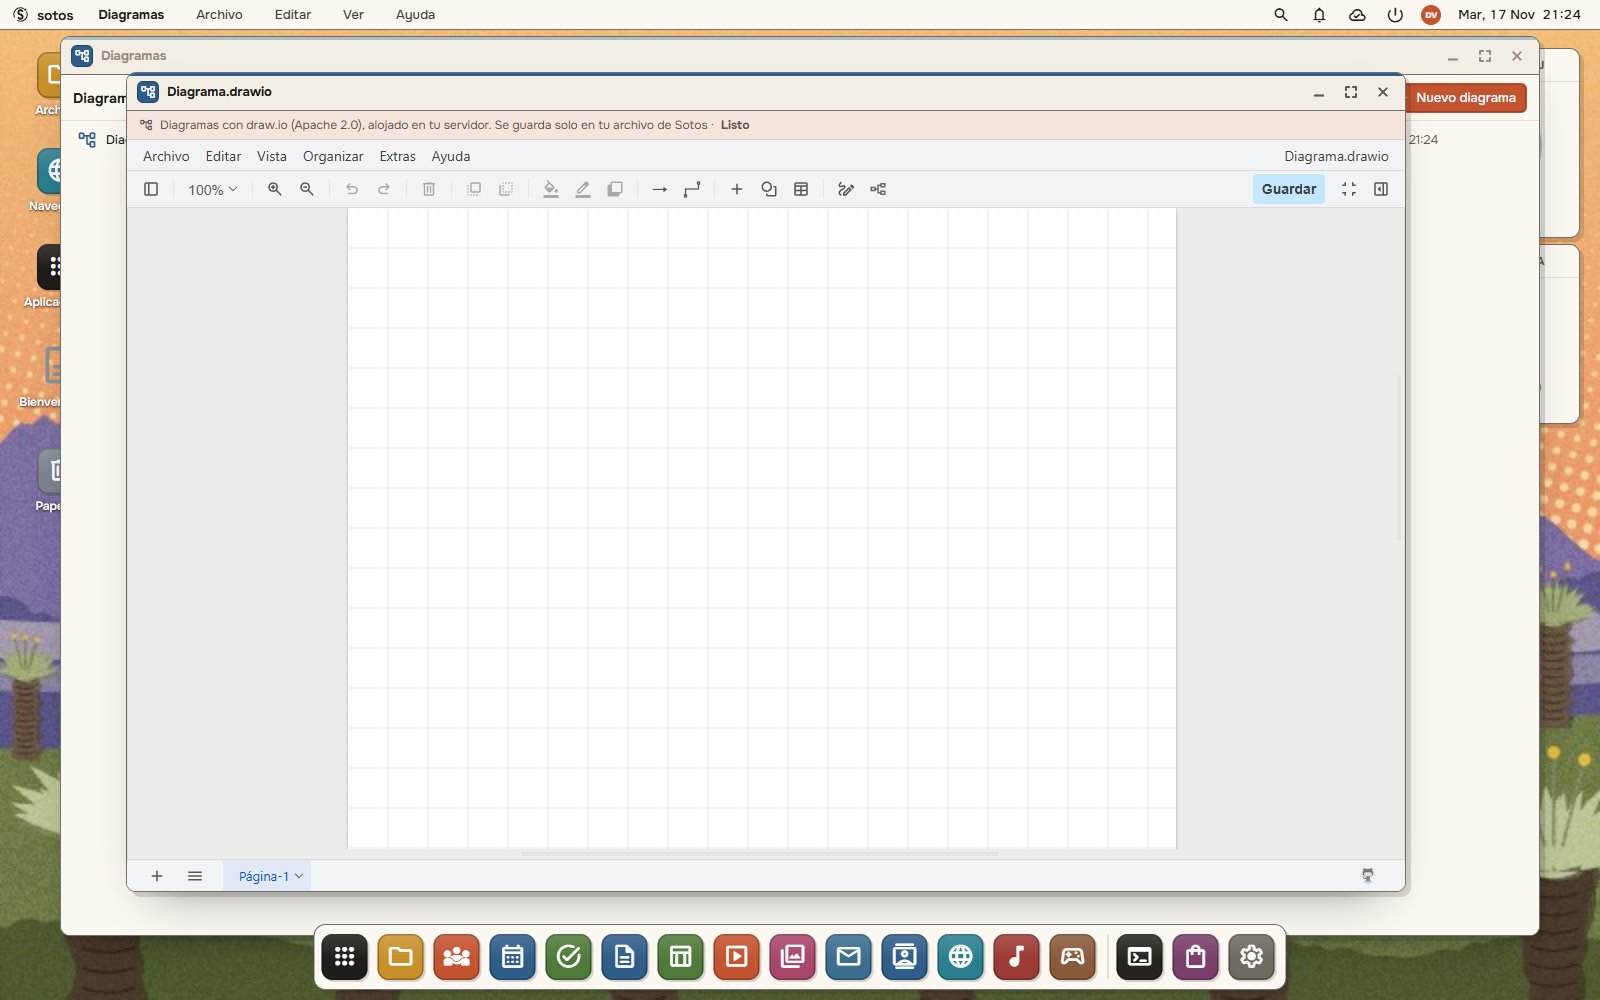 sotos Diagramas Archivo Editar Ver Ayuda DV Mar, 17 Nov 21:24
Diagramas
Diagrama.drawio
Nuevo diagrama
Diagramas con draw.io (Apache 2.0), alojado en tu servidor. Se guarda solo en tu archivo de Sotos · Listo
21:24
Archivo Editar Vista Organizar Extras Ayuda Diagrama.drawio
100% Guardar
Página-1